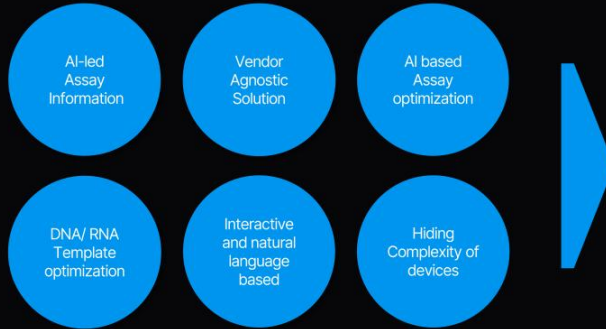 AI-led
Assay
Information
Vendor
Agnostic
Solution
AI based
Assay
optimization
DNA/ RNA
Template
optimization
Interactive
and natural
language
based
Hiding
Complexity of
devices